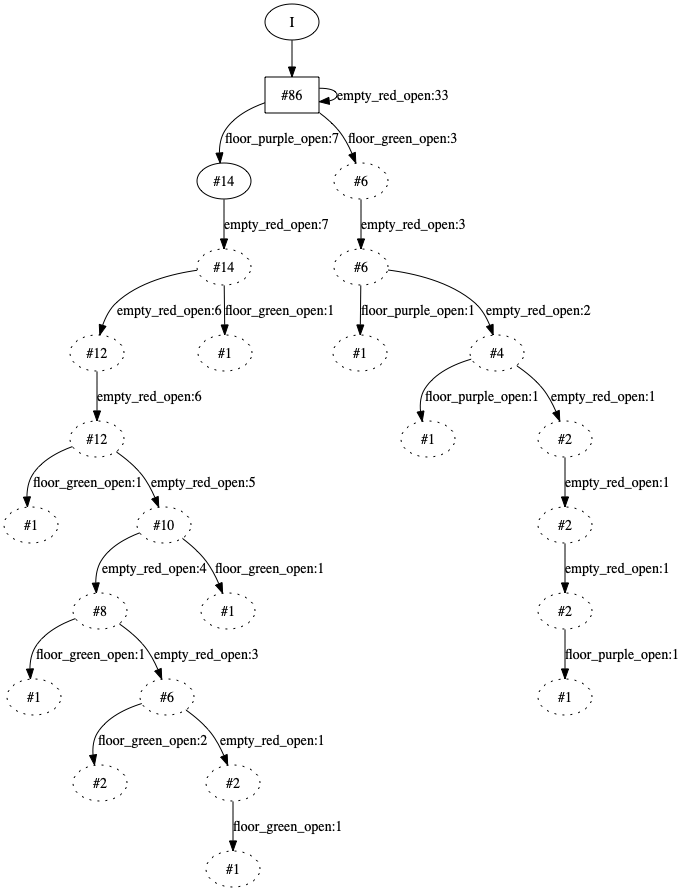 I
#86
empty_red_open:33
floor_purple_open:7
floor_green_open:3
#14
#6
empty_red_open:7
empty_red_open:3
#14
#6
empty_red_open:6
floor_green_open:1
floor_purple_open:1
empty_red_open:2
#12
#1
#1
#4
empty_red_open:6
floor_purple_open:1
empty_red_open:1
#12
#1
#2
floor_green_open:1
empty_red_open:5
empty_red_open:1
#1
#10
#2
empty_red_open:4
floor_green_open:1
empty_red_open:1
#8
#1
#2
floor_green_open:1
empty_red_open:3
floor_purple_open:1
#1
#6
#1
floor_green_open:2
empty_red_open:1
#2
#2
floor_green_open:1
#1